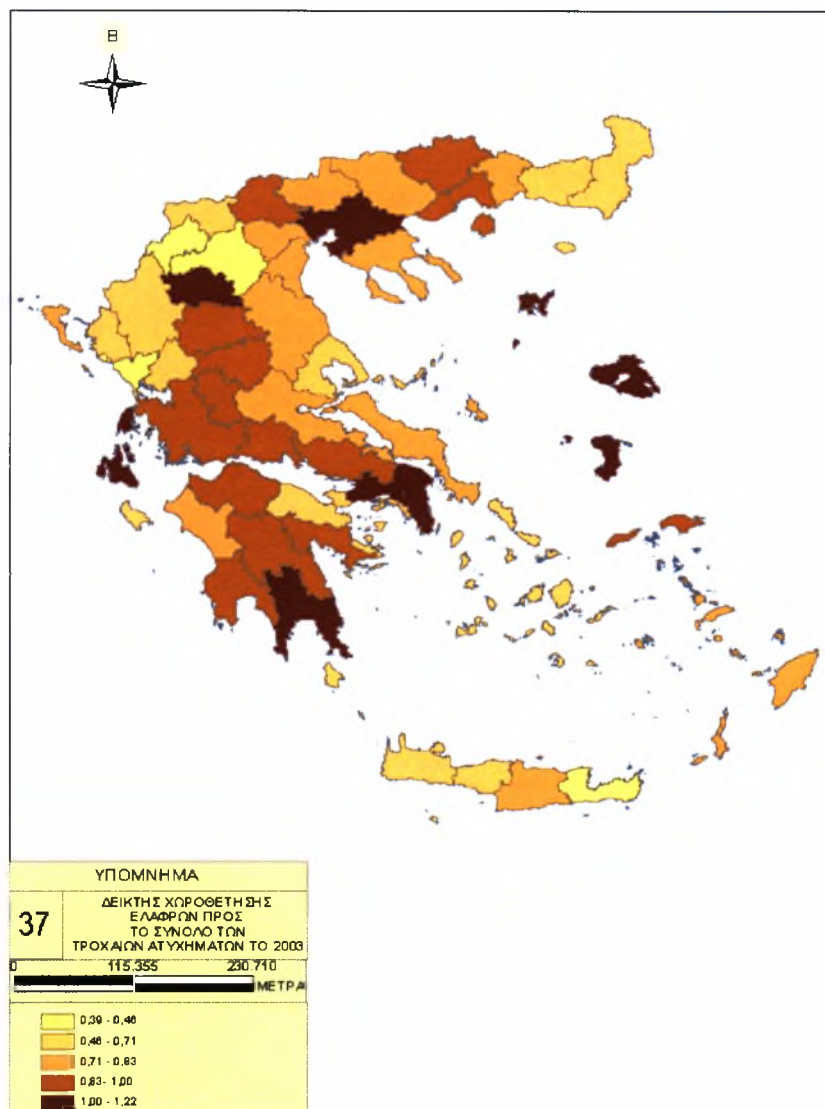 Β
ΥΠΟΜΝΗΜΑ
37
ΔΕΙΚΤΗΣ ΧΩΡΟΘΕΤΗΣΗΣ
ΕΛΑΦΡΩΝ ΠΡΟΣ
ΤΟ ΣΥΝΟΛΟ ΤΩΝ
ΤΡΟΧΑΙΩΝ ΑΤΥΧΗΜΑΤΩΝ ΤΟ 2003
0 115.355 230.710
ΜΕΤΡΑ
0,39 - 0,46
0,46 - 0,71
0,71 - 0,83
0,83 - 1,00
1,00 - 1,22